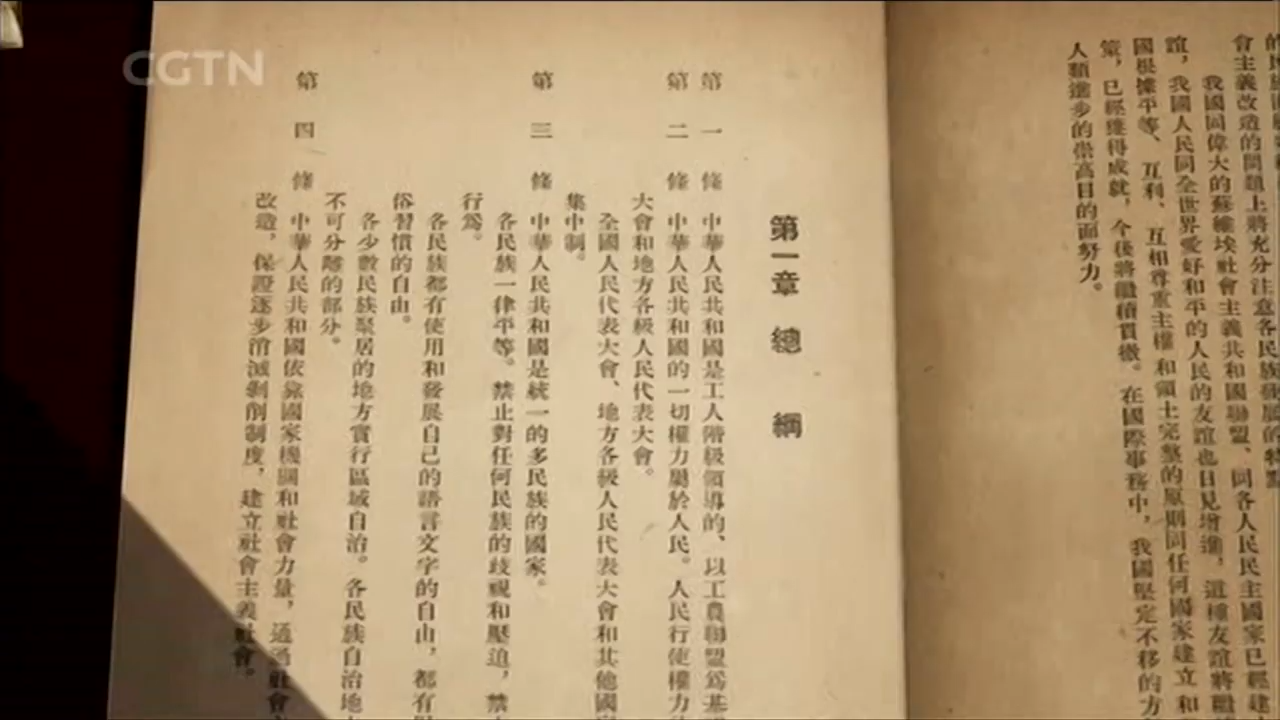 會主義改造的問題上將充分注意各民族發展的特點
我國同偉大的蘇維埃社會主義共和國聯盟、同各人民民主國家已經建
誼，我國人民同全世界愛好和平的人民的友誼也日見增進，這種友誼將繼
國根據平等、互利、互相尊重主權和領土完整的原則同任何國家建立和
策，已經獲得成就，今後將繼續貫徹。在國際事務中，我國堅定不移的方
人類進步的崇高目的而努力。
第一章 總 綱
第 一 條 中華人民共和國是工人階級領導的、以工農聯盟爲基
第 二 條 中華人民共和國的一切權力屬於人民。人民行使權力的
大會和地方各級人民代表大會。
全國人民代表大會、地方各級人民代表大會和其他國家
集中制。
第 三 條 中華人民共和國是統一的多民族的國家。
各民族一律平等。禁止對任何民族的歧視和壓迫，禁
行爲。
各民族都有使用和發展自己的語言文字的自由，都有
俗習慣的自由。
各少數民族聚居的地方實行區域自治。各民族自治地
不可分離的部分。
第 四 條 中華人民共和國依靠國家機關和社會力量，通過社會
改造，保證逐步消滅剝削制度，建立社會主義社會。
CGTN